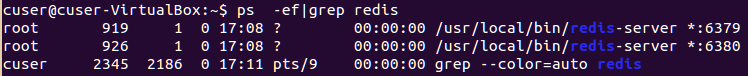 cuser@cuser-VirtualBox:~$ ps  -ef|grep redis
root       919     1  0 17:08 ?        00:00:00 /usr/local/bin/redis-server *:6379
root       926     1  0 17:08 ?        00:00:00 /usr/local/bin/redis-server *:6380
cuser     2345  2186  0 17:11 pts/9    00:00:00 grep --color=auto redis